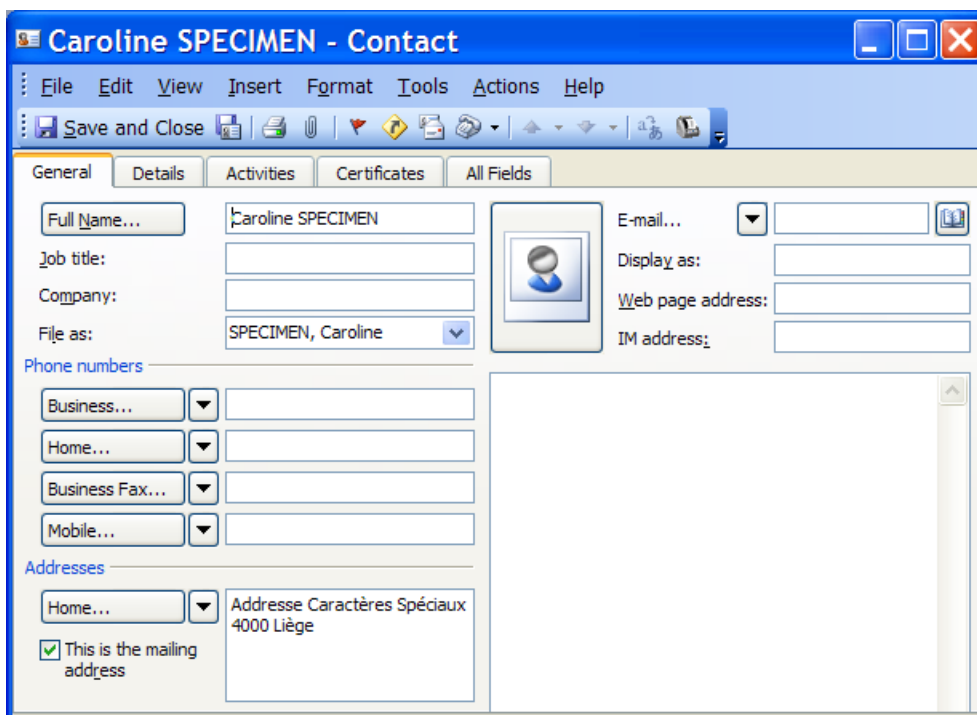 Caroline SPECIMEN - Contact
File Edit View Insert Format Tools Actions Help
Save and Close
General Details Activities Certificates All Fields
Full Name... Caroline SPECIMEN
Job title:
Company:
File as: SPECIMEN, Caroline
E-mail...
Display as:
Web page address:
IM address:
Phone numbers
Business...
Home...
Business Fax...
Mobile...
Addresses
Home... Addresse Caractères Spéciaux
4000 Liège
This is the mailing
address